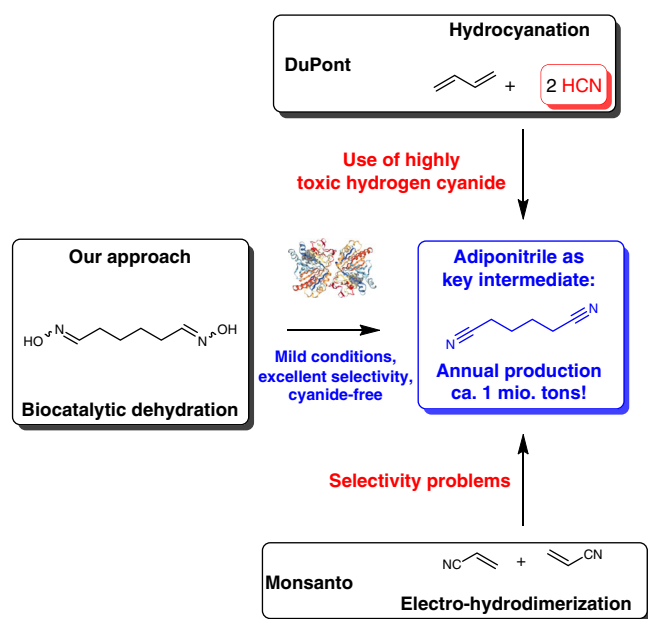 Hydrocyanation
DuPont
+ 2 HCN
Use of highly
toxic hydrogen cyanide
Our approach
HO N N OH
Biocatalytic dehydration
Mild conditions,
excellent selectivity,
cyanide-free
Adiponitrile as
key intermediate:
N N
Annual production
ca. 1 mio. tons!
Selectivity problems
NC + CN
Monsanto
Electro-hydrodimerization